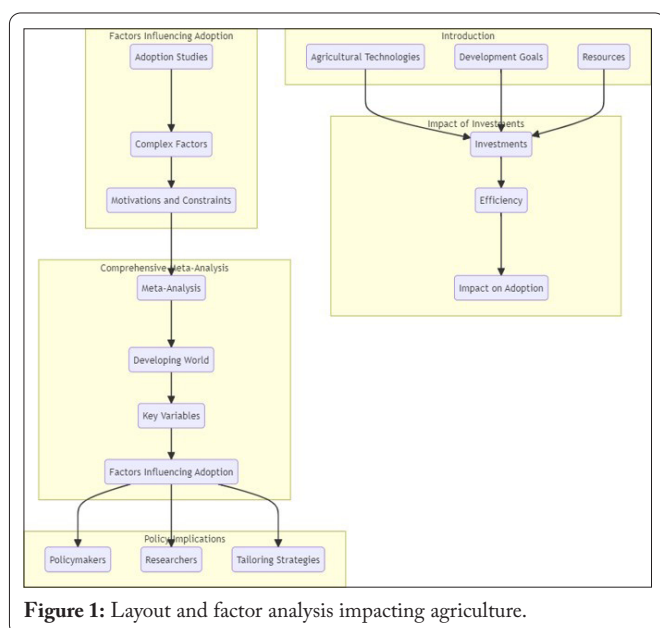 Factors Influencing Adoption
Adoption Studies
Complex Factors
Motivations and Constraints
Introduction
Agricultural Technologies
Development Goals
Resources
Impact of Investments
Investments
Efficiency
Impact on Adoption
Comprehensive Meta-Analysis
Meta-Analysis
Developing World
Key Variables
Factors Influencing Adoption
Policy Implications
Policymakers
Researchers
Tailoring Strategies
Figure 1: Layout and factor analysis impacting agriculture.